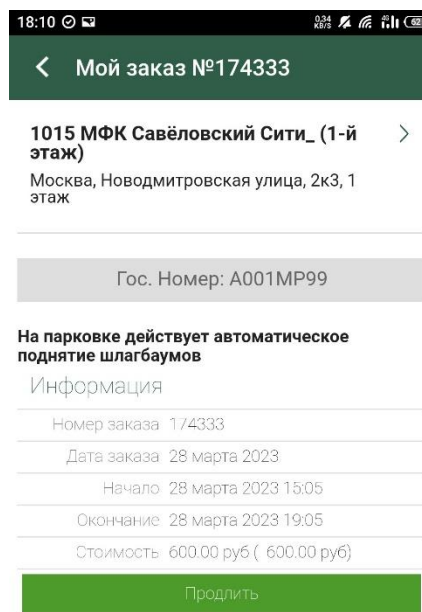 18:10
0,34
KB/S
4G
62
Мой заказ №174333
1015 МФК Савёловский Сити_ (1-й
этаж)
Москва, Новодмитровская улица, 2к3, 1
этаж
Гос. Номер: А001МР99
На парковке действует автоматическое
поднятие шлагбаумов
Информация
Номер заказа 174333
Дата заказа 28 марта 2023
Начало 28 марта 2023 15:05
Окончание 28 марта 2023 19:05
Стоимость 600.00 руб ( 600.00 руб)
Продлить